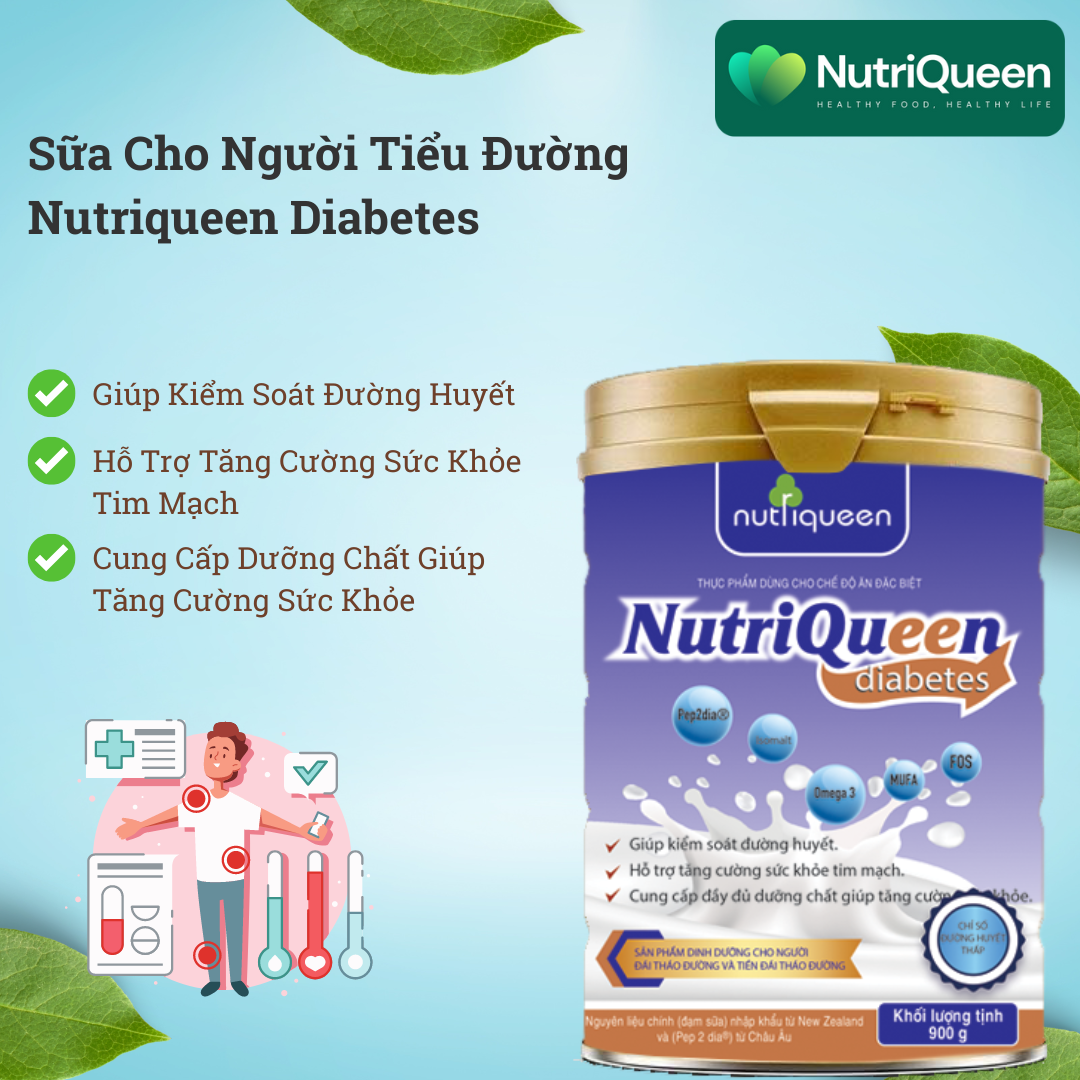 NutriQueen
HEALTHY FOOD, HEALTHY LIFE
Sữa Cho Người Tiểu Đường
Nutriqueen Diabetes
Giúp Kiểm Soát Đường Huyết
Hỗ Trợ Tăng Cường Sức Khỏe
Tim Mạch
Cung Cấp Dưỡng Chất Giúp
Tăng Cường Sức Khỏe
nutriqueen
THỰC PHẨM DÙNG CHO CHẾ ĐỘ ĂN ĐẶC BIỆT
NutriQueen
diabetes
Pep2dia®
Isomalt
Omega 3
MUFA
FOS
Giúp kiểm soát đường huyết.
Hỗ trợ tăng cường sức khỏe tim mạch.
Cung cấp đầy đủ dưỡng chất giúp tăng cường khỏe.
CHỈ SỐ
ĐƯỜNG HUYẾT
THẤP
SẢN PHẨM DINH DƯỠNG CHO NGƯỜI
ĐÁI THÁO ĐƯỜNG VÀ TIỀN ĐÁI THÁO ĐƯỜNG
Nguyên liệu chính (đạm sữa) nhập khẩu từ New Zealand
và (Pep 2 dia®) từ Châu Âu
Khối lượng tịnh
900 g